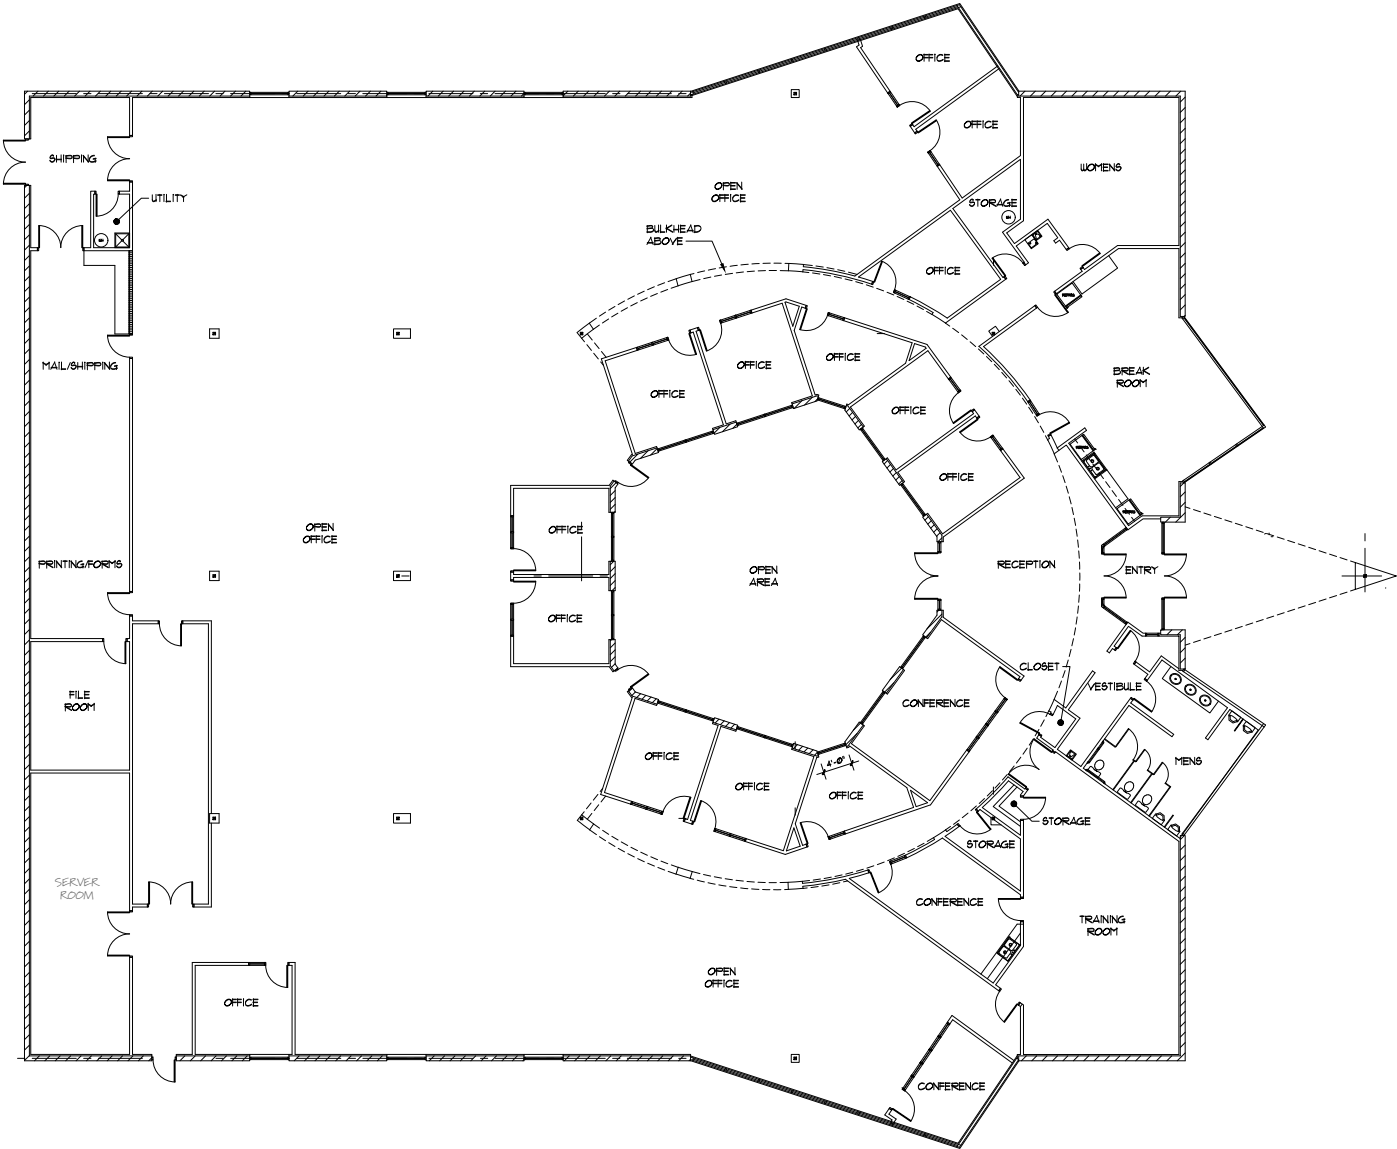 OFFICE
OFFICE
SHIPPING
WOMENS
OPEN
OFFICE
UTILITY
STORAGE
BULKHEAD
ABOVE
OFFICE
OFFICE
MAIL/SHIPPING
OFFICE
OFFICE
BREAK
ROOM
OFFICE
OFFICE
OPEN
OFFICE
OFFICE
PRINTING/FORMS
OPEN
AREA
RECEPTION
ENTRY
OFFICE
CLOSET
FILE
ROOM
VESTIBULE
CONFERENCE
OFFICE
4'-0"
MENS
OFFICE
OFFICE
STORAGE
STORAGE
SERVER
ROOM
CONFERENCE
TRAINING
ROOM
OPEN
OFFICE
OFFICE
CONFERENCE